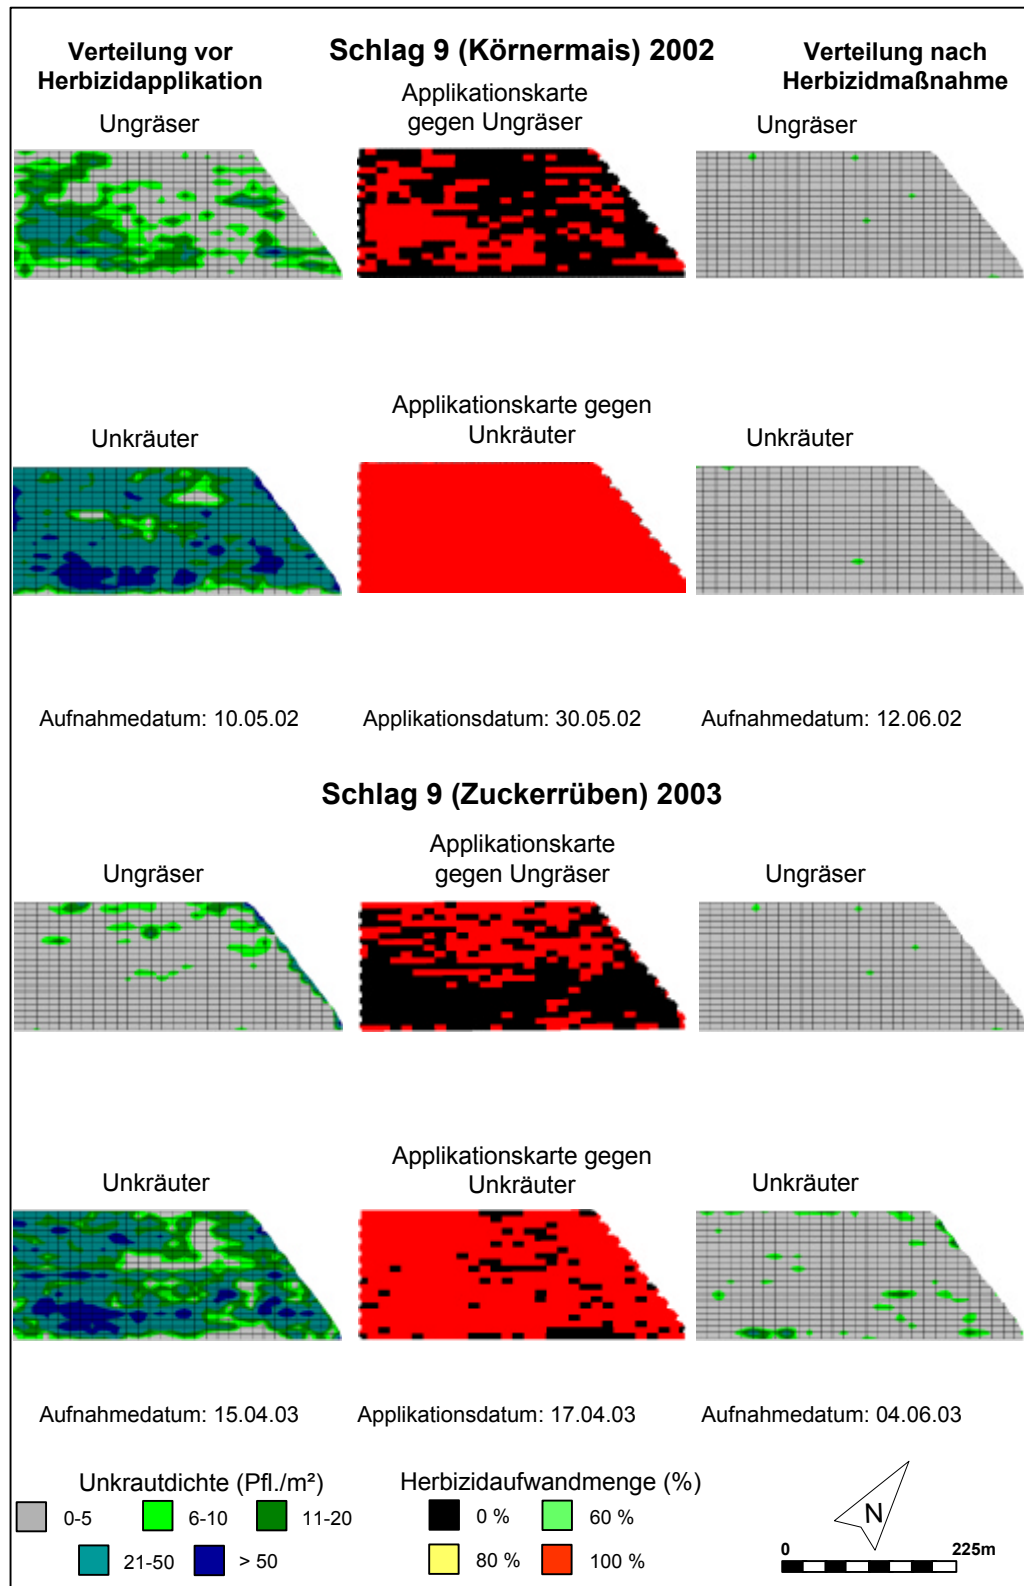 Verteilung vor
Herbizidapplikation
Schlag 9 (Körnermais) 2002
Verteilung nach
Herbizidmaßnahme
Ungräser
Applikationskarte
gegen Ungräser
Ungräser
Unkräuter
Applikationskarte gegen
Unkräuter
Unkräuter
Aufnahmedatum: 10.05.02
Applikationsdatum: 30.05.02
Aufnahmedatum: 12.06.02
Schlag 9 (Zuckerrüben) 2003
Ungräser
Applikationskarte
gegen Ungräser
Ungräser
Unkräuter
Applikationskarte gegen
Unkräuter
Unkräuter
Aufnahmedatum: 15.04.03
Applikationsdatum: 17.04.03
Aufnahmedatum: 04.06.03
Unkrautdichte (Pfl./m²)
0-5
6-10
11-20
21-50
> 50
Herbizidaufwandmenge (%)
0 %
60 %
80 %
100 %
N
0
225m